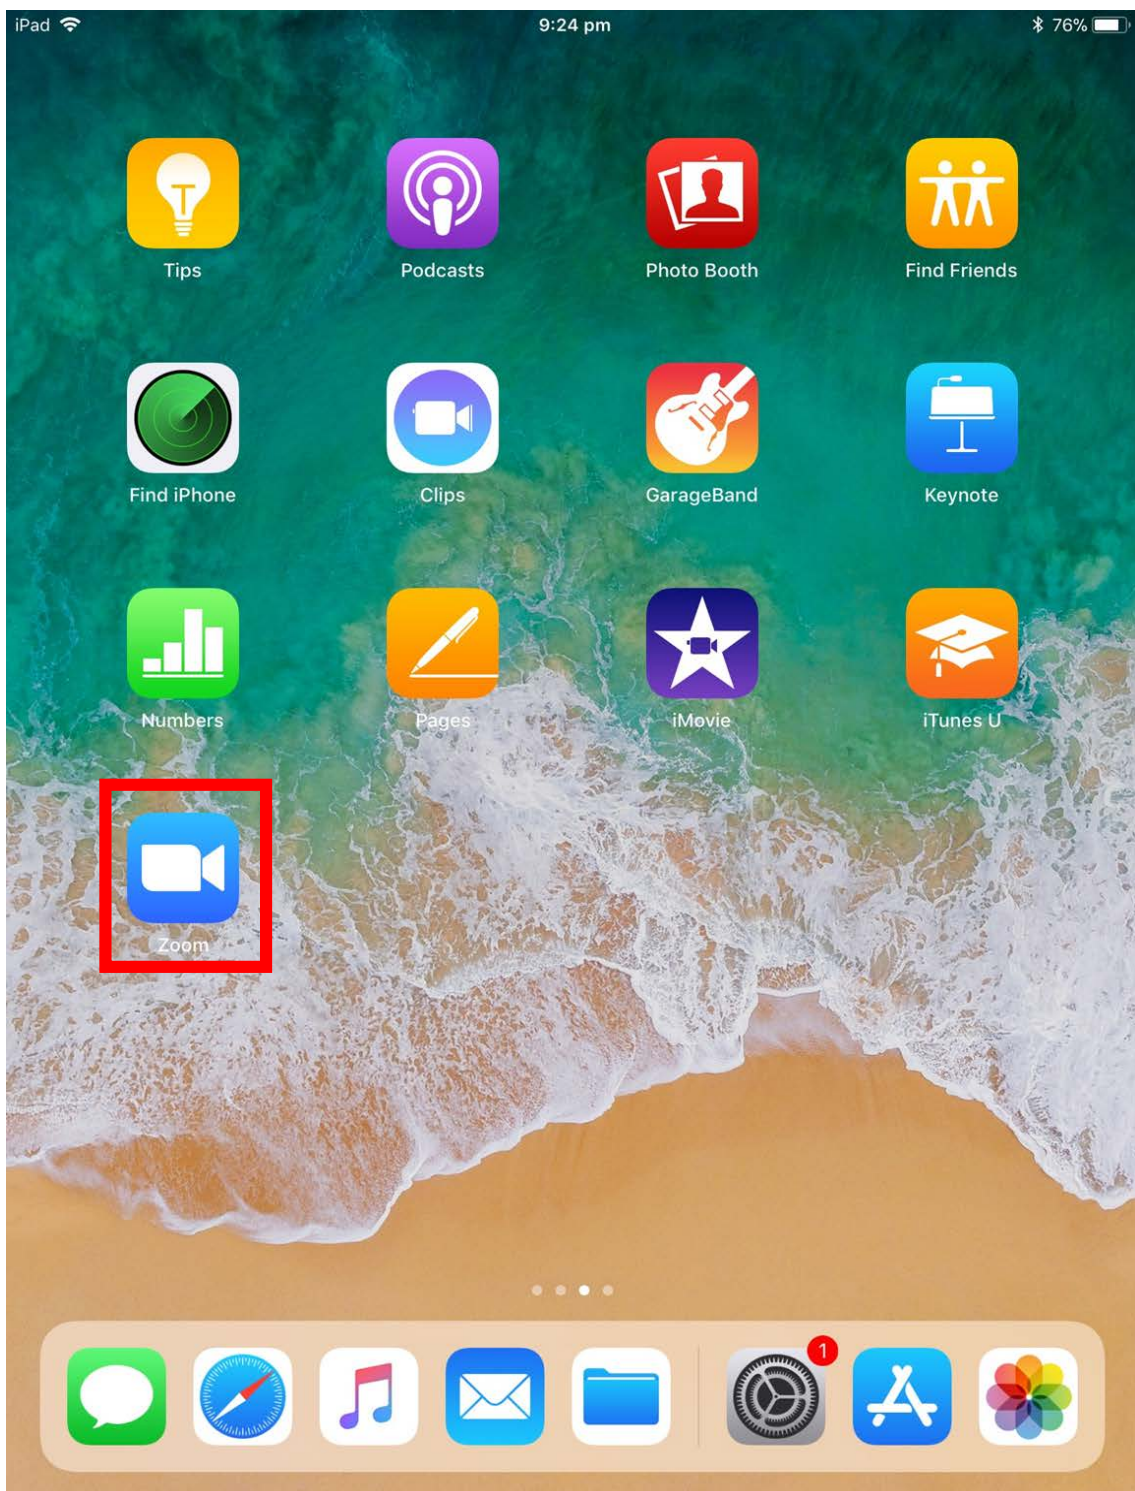 iPad 9:24 pm 76%
Tips Podcasts Photo Booth Find Friends
Find iPhone Clips GarageBand Keynote
Numbers Pages iMovie iTunes U
Zoom
1